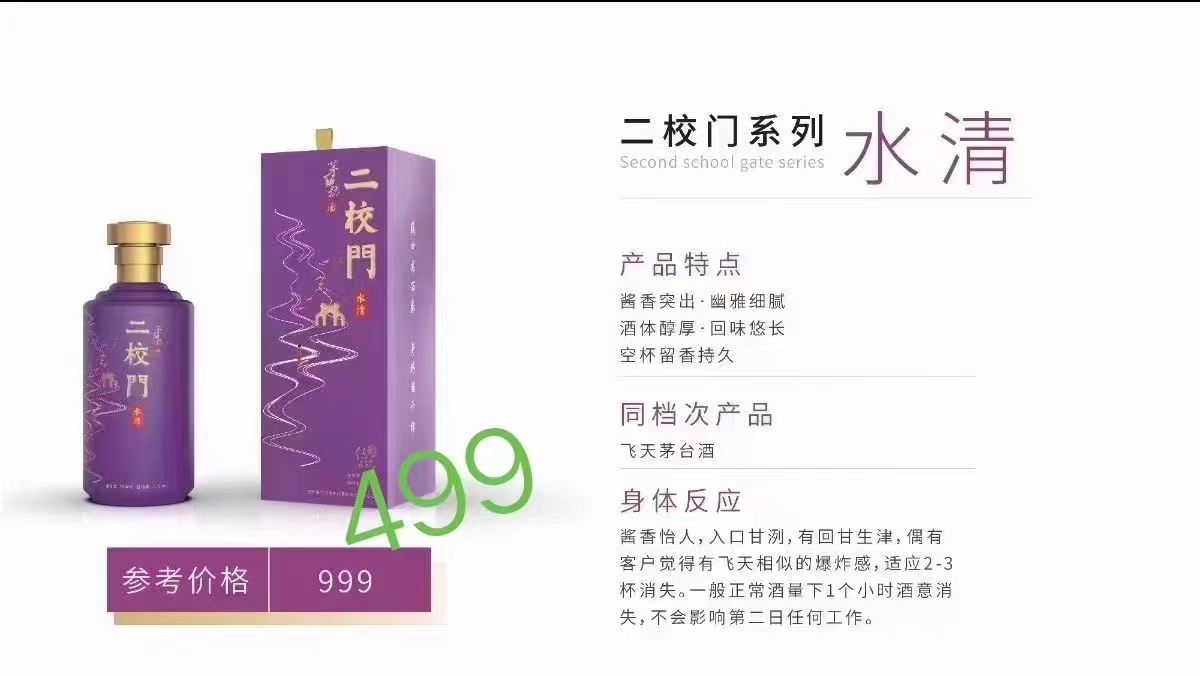 二校门系列
水清
Second school gate series
产品特点
酱香突出·幽雅细腻
酒体醇厚·回味悠长
空杯留香持久
同档次产品
飞天茅台酒
身体反应
酱香怡人,入口甘洌,有回甘生津,偶有
客户觉得有飞天相似的爆炸感,适应2-3
杯消失。一般正常酒量下1个小时酒意消
失,不会影响第二日任何工作。
二校門
水清
二校門
水清
499
参考价格
999